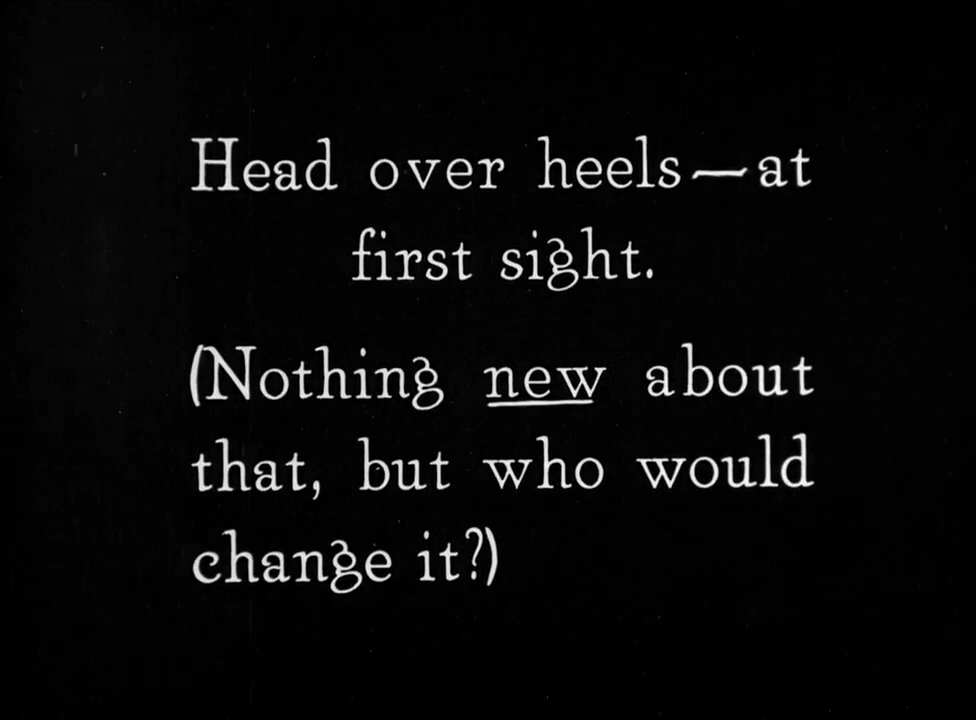 Head over heels—at
first sight.
(Nothing new about
that, but who would
change it?)